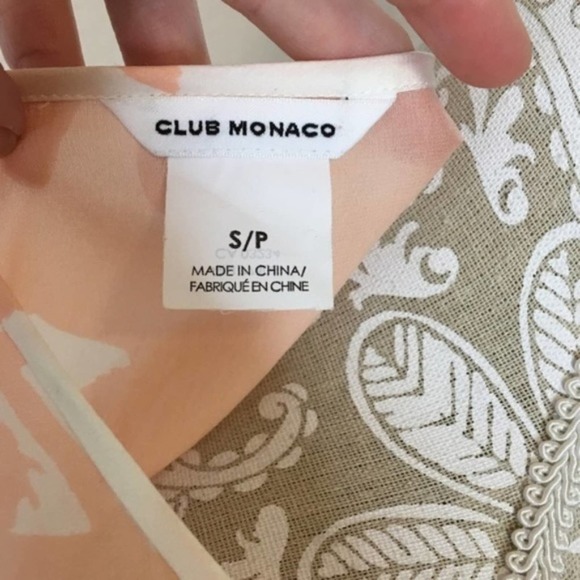 CLUB MONACO
S/P
MADE IN CHINA/
FABRIQUÉ EN CHINE